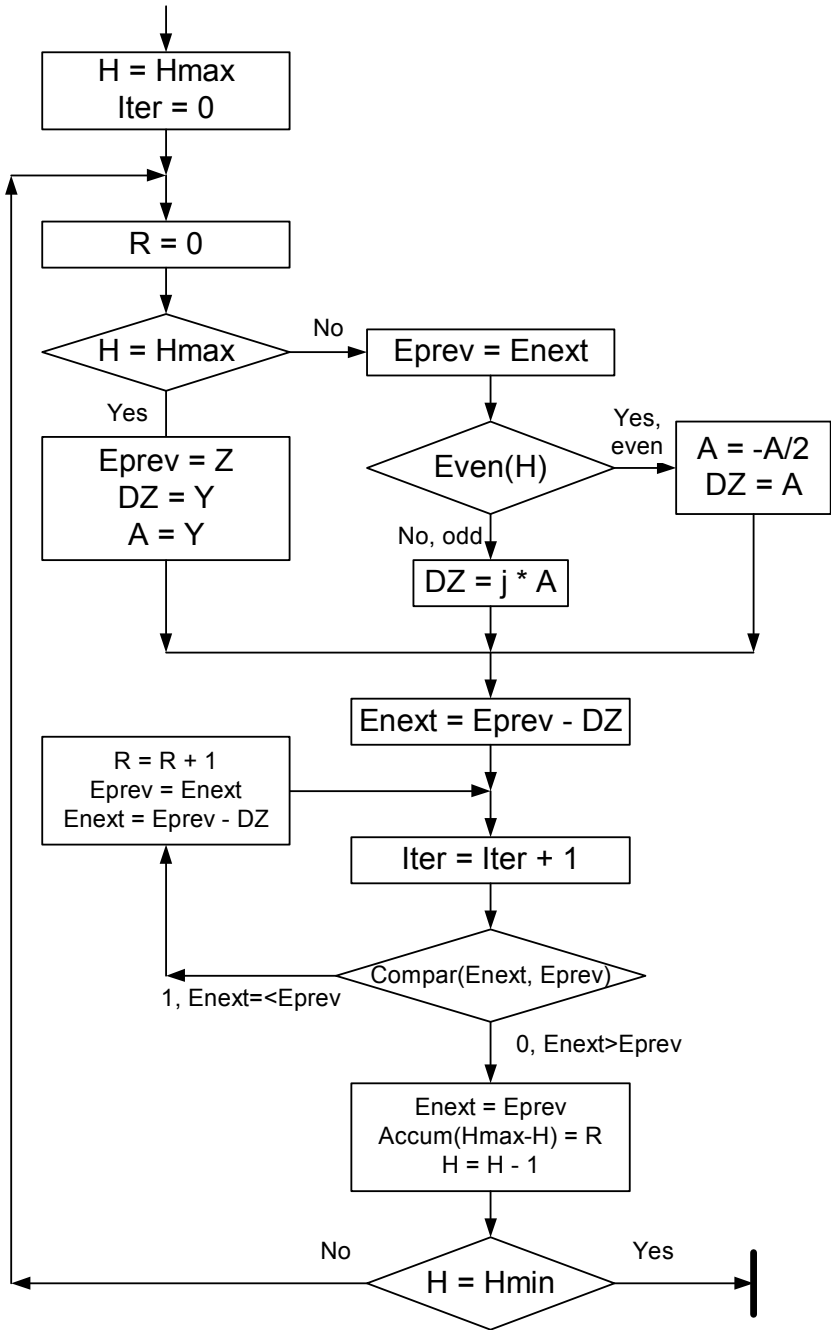 H = Hmax
Iter = 0
R = 0
H = Hmax
No
Eprev = Enext
Yes
Eprev = Z
DZ = Y
A = Y
Even(H)
Yes,
even
A = -A/2
DZ = A
No, odd
DZ = j * A
Enext = Eprev - DZ
R = R + 1
Eprev = Enext
Enext = Eprev - DZ
Iter = Iter + 1
Compar(Enext, Eprev)
1, Enext=<Eprev
0, Enext>Eprev
Enext = Eprev
Accum(Hmax-H) = R
H = H - 1
No
H = Hmin
Yes